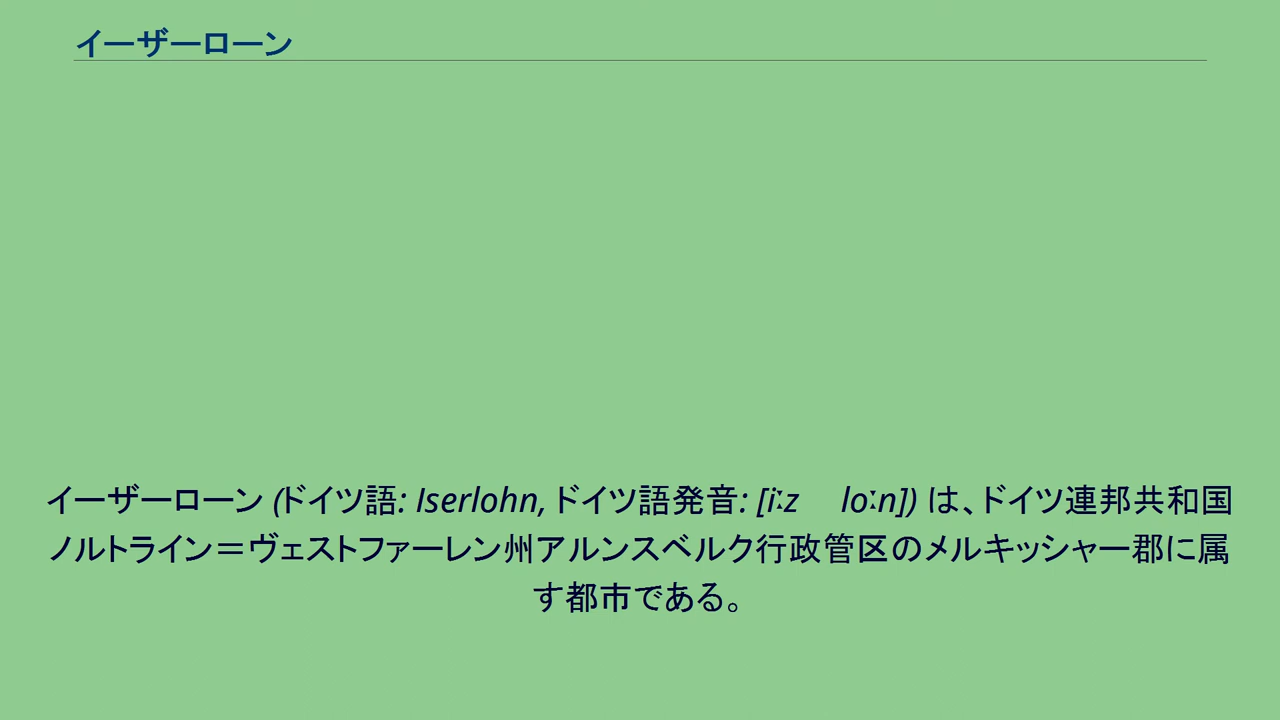 イーザーローン
イーザーローン (ドイツ語: Iserlohn, ドイツ語発音: [iːz loːn]) は、ドイツ連邦共和国
ノルトライン＝ヴェストファーレン州アルンスベルク行政管区のメルキッシャー郡に属
す都市である。